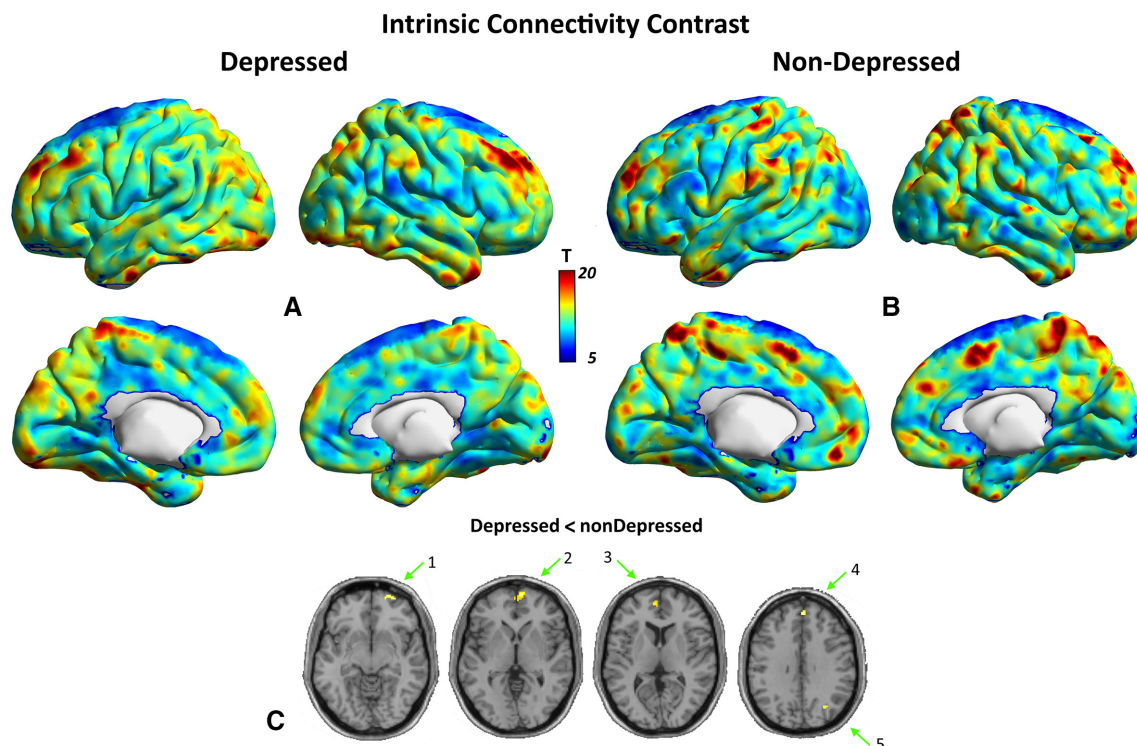 Intrinsic Connectivity Contrast
Depressed
Non-Depressed
T
20
5
A
B
Depressed < nonDepressed
1
2
3
4
5
C